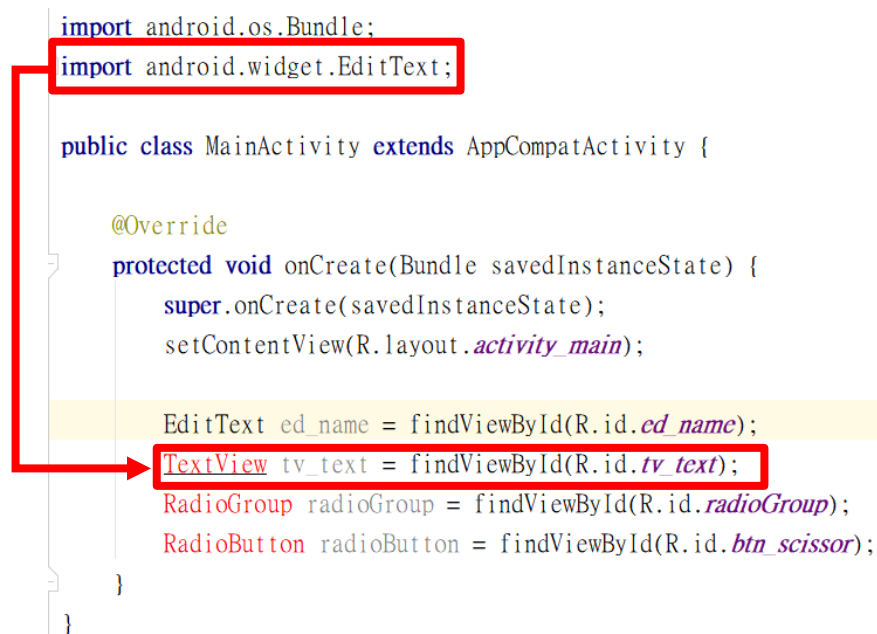 import android.os.Bundle;
import android.widget.EditText;
public class MainActivity extends AppCompatActivity {
@Override
protected void onCreate(Bundle savedInstanceState) {
super.onCreate(savedInstanceState);
setContentView(R.layout.activity_main);
EditText ed_name = findViewById(R.id.ed_name);
TextView tv_text = findViewById(R.id.tv_text);
RadioGroup radioGroup = findViewById(R.id.radioGroup);
RadioButton radioButton = findViewById(R.id.btn_scissor);
}
}